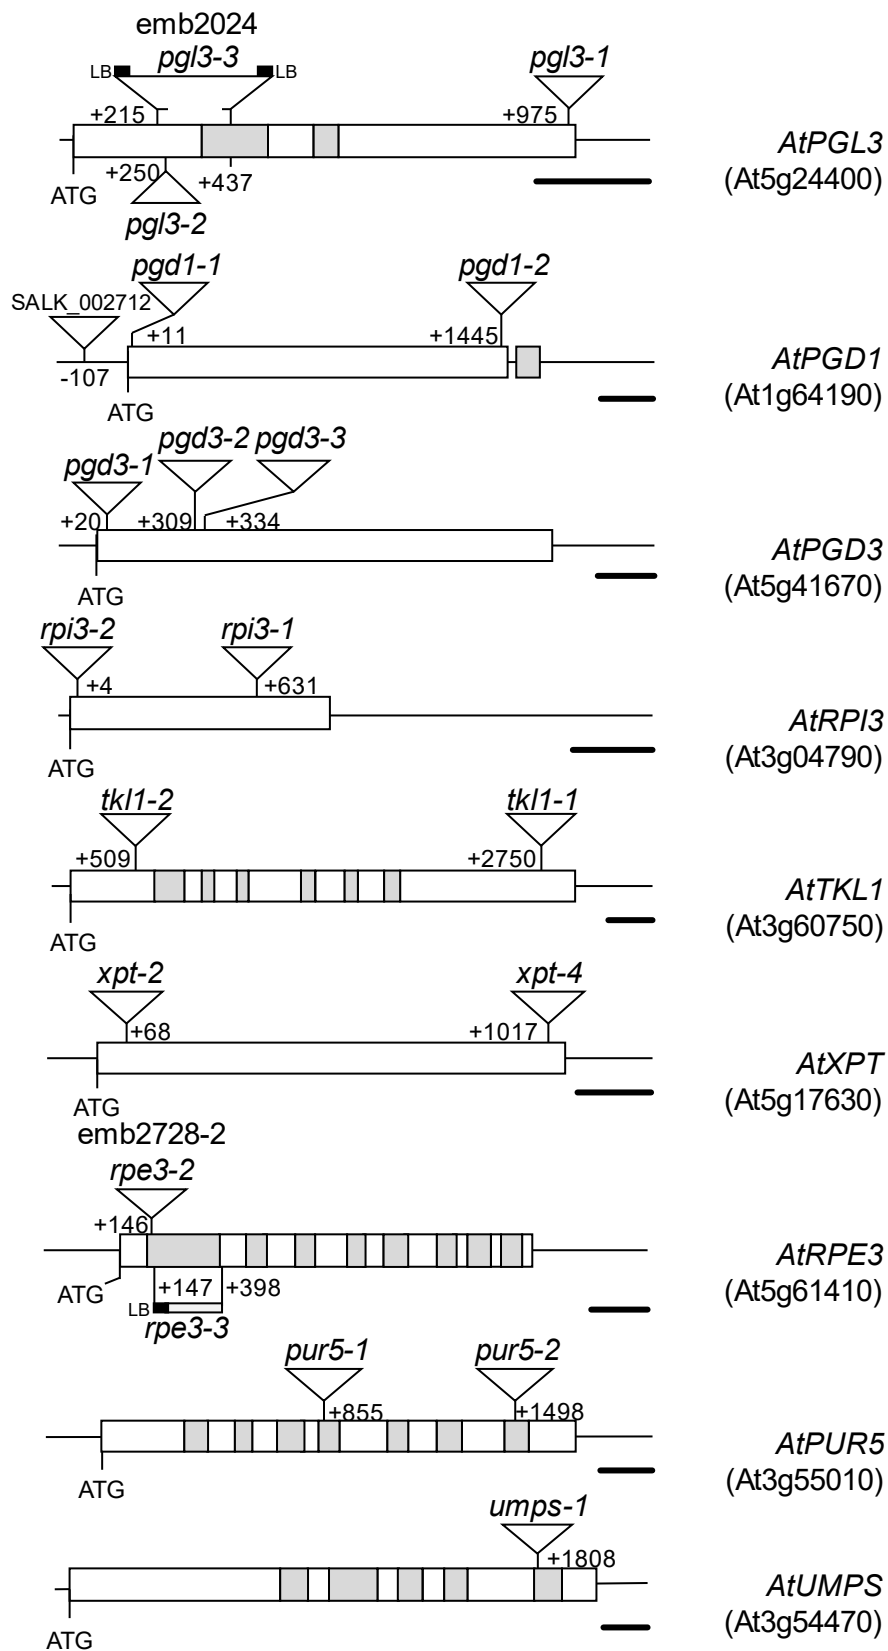 emb2024
pgl3-3
pgl3-1
LB
LB
+215
+975
AtPGL3
+250
+437
(At5g24400)
ATG
pgl3-2
pgd1-1
pgd1-2
SALK_002712
+11
+1445
AtPGD1
-107
(At1g64190)
ATG
pgd3-2
pgd3-3
pgd3-1
+20
+309
+334
AtPGD3
(At5g41670)
ATG
rpi3-2
rpi3-1
+4
+631
AtRPI3
(At3g04790)
ATG
tkl1-2
tkl1-1
+509
+2750
AtTKL1
(At3g60750)
ATG
xpt-2
xpt-4
+68
+1017
AtXPT
(At5g17630)
ATG
emb2728-2
rpe3-2
+146
AtRPE3
(At5g61410)
ATG
+147
+398
LB
rpe3-3
pur5-1
pur5-2
+855
+1498
AtPUR5
(At3g55010)
ATG
umps-1
+1808
AtUMPS
(At3g54470)
ATG